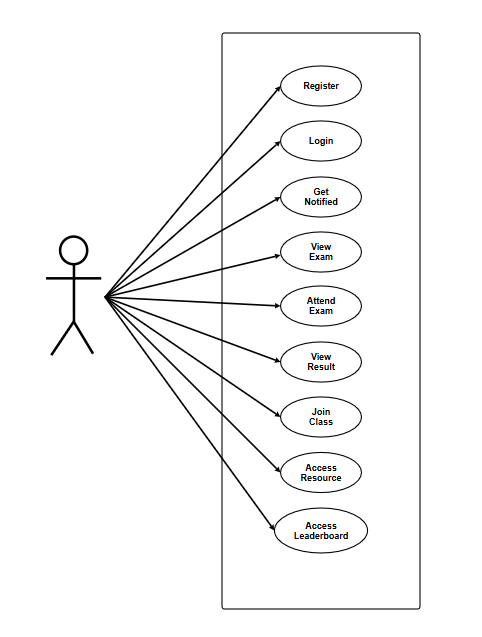 Register
Login
Get
Notified
View
Exam
Attend
Exam
View
Result
Join
Class
Access
Resource
Access
Leaderboard